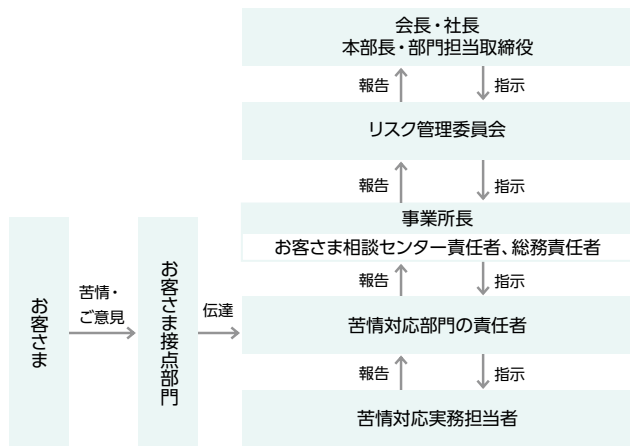 会長・社長
本部長・部門担当取締役
報告
指示
リスク管理委員会
報告
指示
事業所長
お客さま相談センター責任者、総務責任者
報告
指示
お客さま
苦情・
ご意見
お客さま接点部門
伝達
苦情対応部門の責任者
報告
指示
苦情対応実務担当者